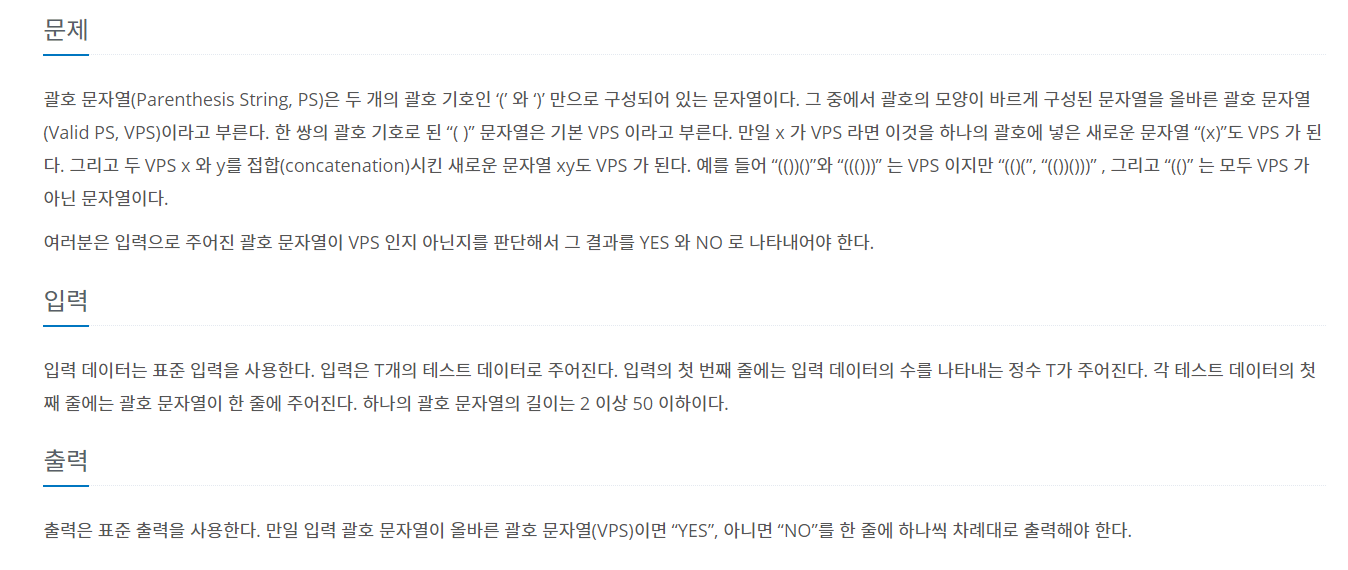 문제
괄호 문자열(Parenthesis String, PS)은 두 개의 괄호 기호인 ‘(’ 와 ‘)’ 만으로 구성되어 있는 문자열이다. 그 중에서 괄호의 모양이 바르게 구성된 문자열을 올바른 괄호 문자열
(Valid PS, VPS)이라고 부른다. 한 쌍의 괄호 기호로 된 “( )” 문자열은 기본 VPS 이라고 부른다. 만일 x 가 VPS 라면 이것을 하나의 괄호에 넣은 새로운 문자열 “(x)”도 VPS 가 된
다. 그리고 두 VPS x 와 y를 접합(concatenation)시킨 새로운 문자열 xy도 VPS 가 된다. 예를 들어 “(())()”와 “((()))” 는 VPS 이지만 “(()(”, “(())()))” , 그리고 “(()” 는 모두 VPS 가
아닌 문자열이다.
여러분은 입력으로 주어진 괄호 문자열이 VPS 인지 아닌지를 판단해서 그 결과를 YES 와 NO 로 나타내어야 한다.
입력
입력 데이터는 표준 입력을 사용한다. 입력은 T개의 테스트 데이터로 주어진다. 입력의 첫 번째 줄에는 입력 데이터의 수를 나타내는 정수 T가 주어진다. 각 테스트 데이터의 첫
째 줄에는 괄호 문자열이 한 줄에 주어진다. 하나의 괄호 문자열의 길이는 2 이상 50 이하이다.
출력
출력은 표준 출력을 사용한다. 만일 입력 괄호 문자열이 올바른 괄호 문자열(VPS)이면 “YES”, 아니면 “NO”를 한 줄에 하나씩 차례대로 출력해야 한다.